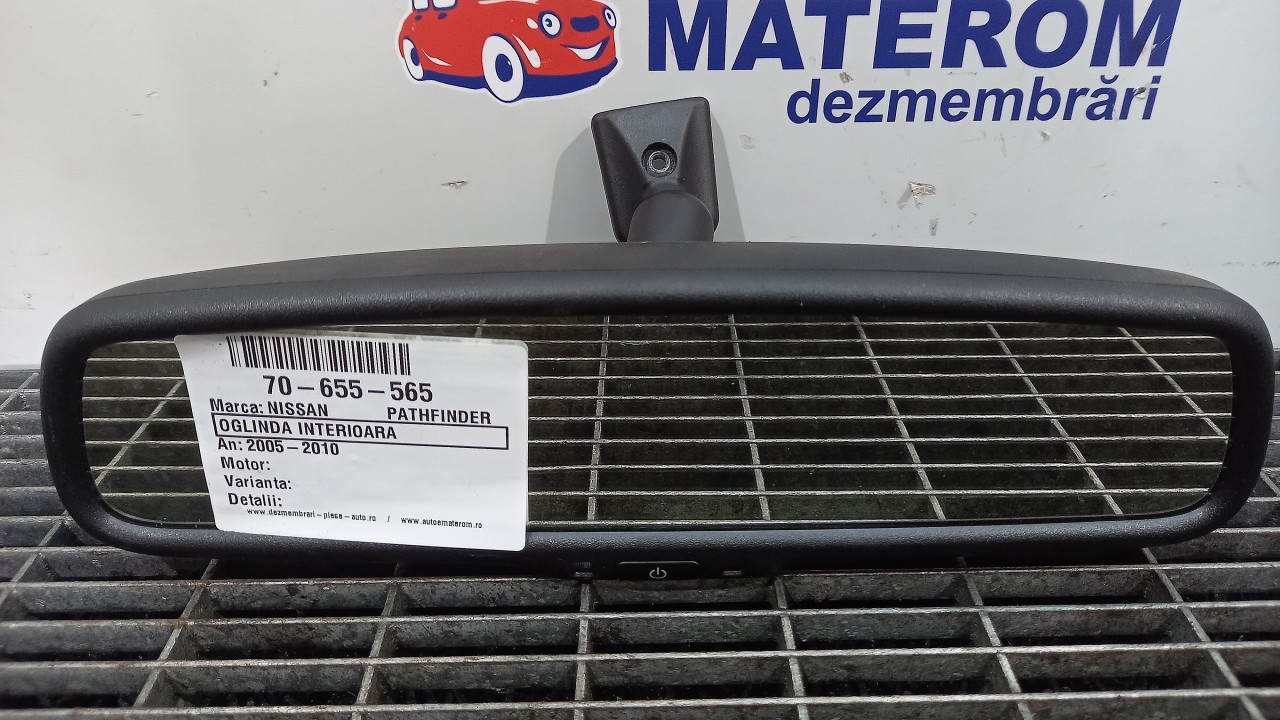 MATEROM
dezmembrări
70-655-565
Marca: NISSAN PATHFINDER
OGLINDA INTERIOARA
An: 2005-2010
Motor:
Varianta:
Detalii:
www.dezmembrari-piese-auto.ro / www.autoematerom.ro